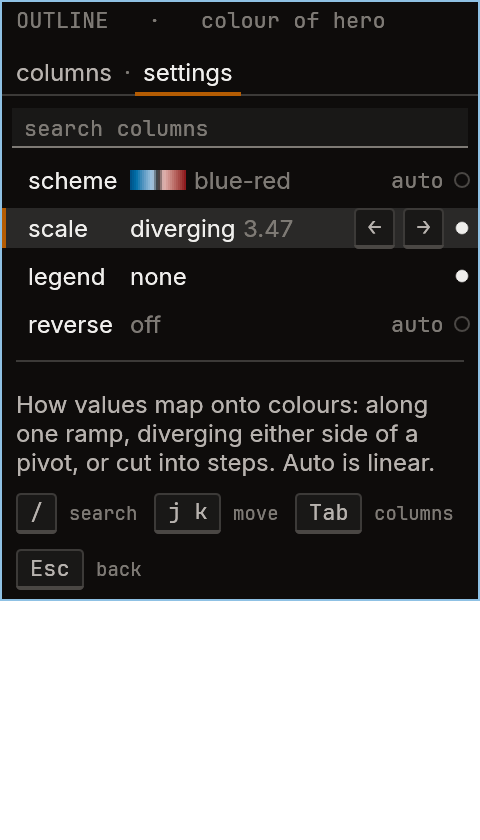 OUTLINE · colour of hero
columns · settings
search columns
scheme blue-red auto
scale diverging 3.47 ← →
legend none
reverse off auto
How values map onto colours: along
one ramp, diverging either side of a
pivot, or cut into steps. Auto is linear.
/ search j k move Tab columns
Esc back